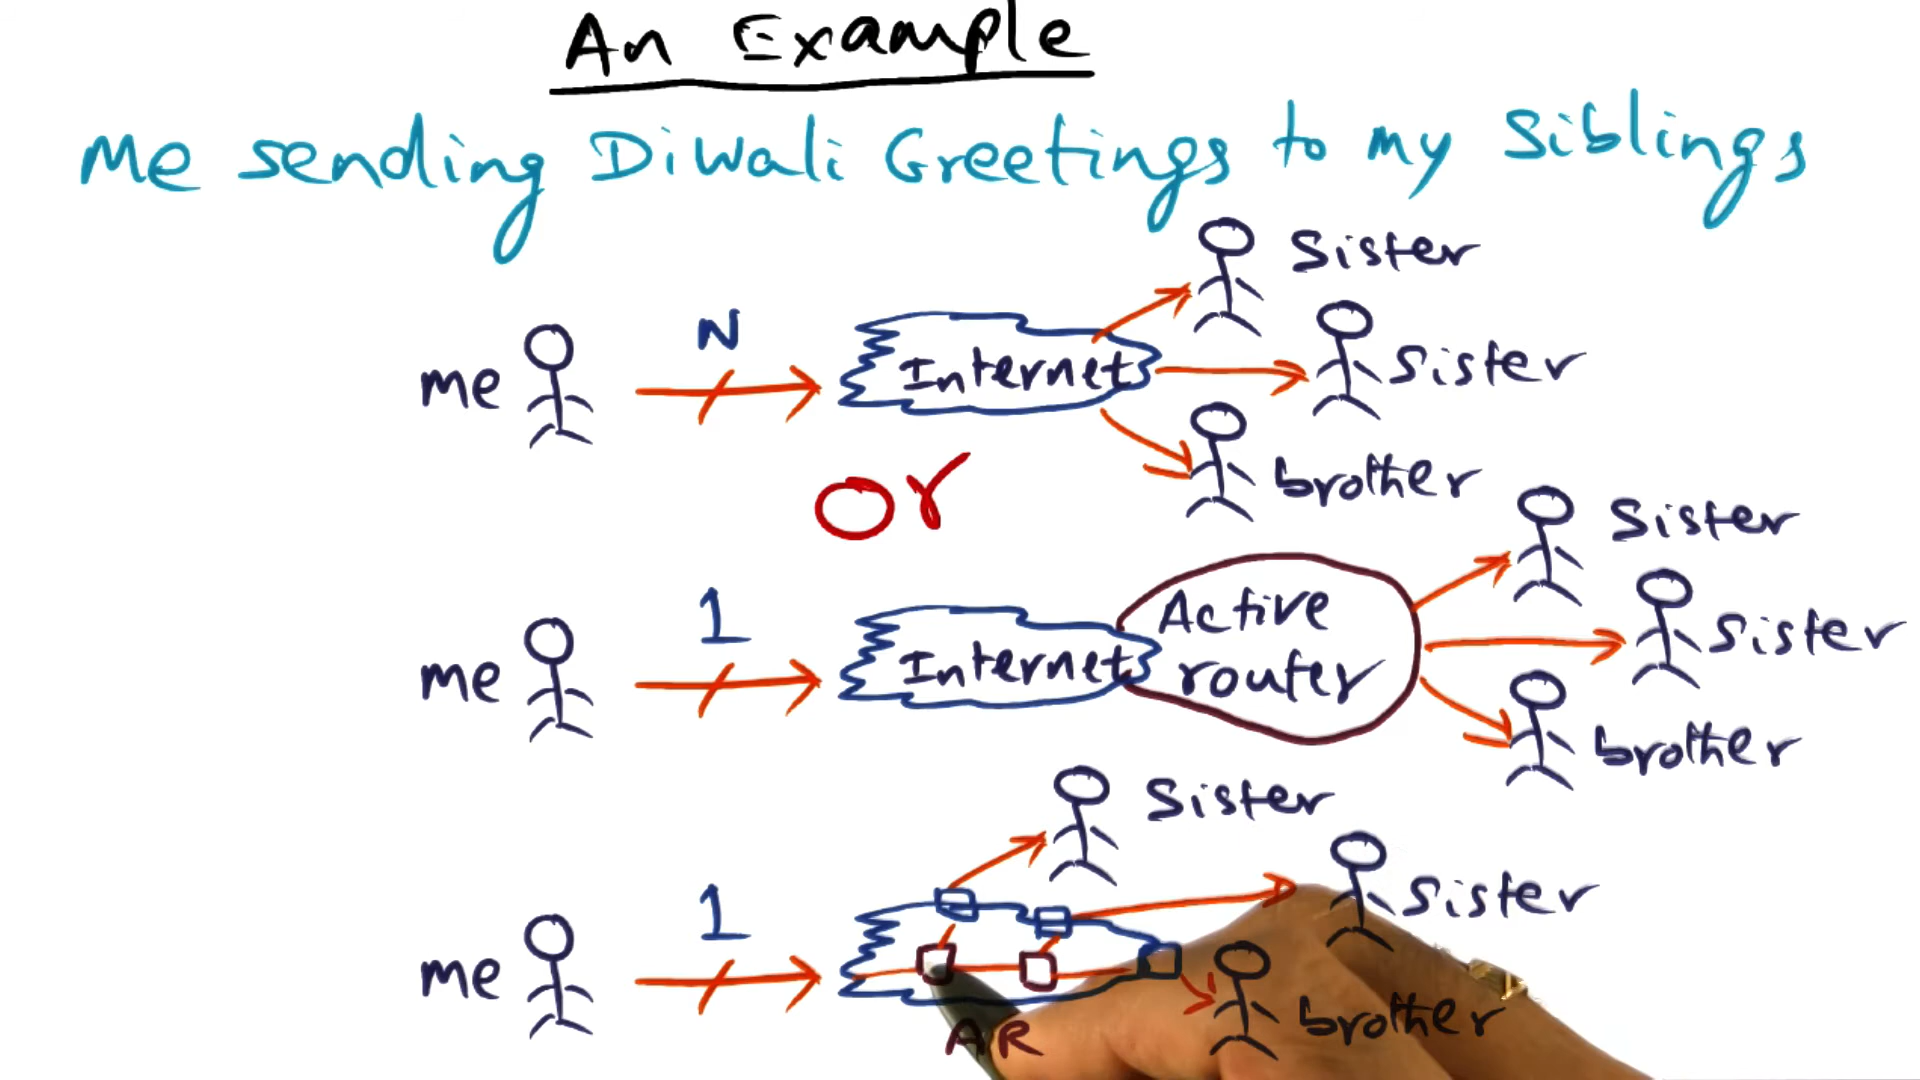 An Example
Me sending Diwali Greetings to my Siblings
Sister
N
me
Internet
Sister
brother
or
Sister
1
Active
me
Internet
router
Sister
brother
Sister
1
Sister
me
AR
brother